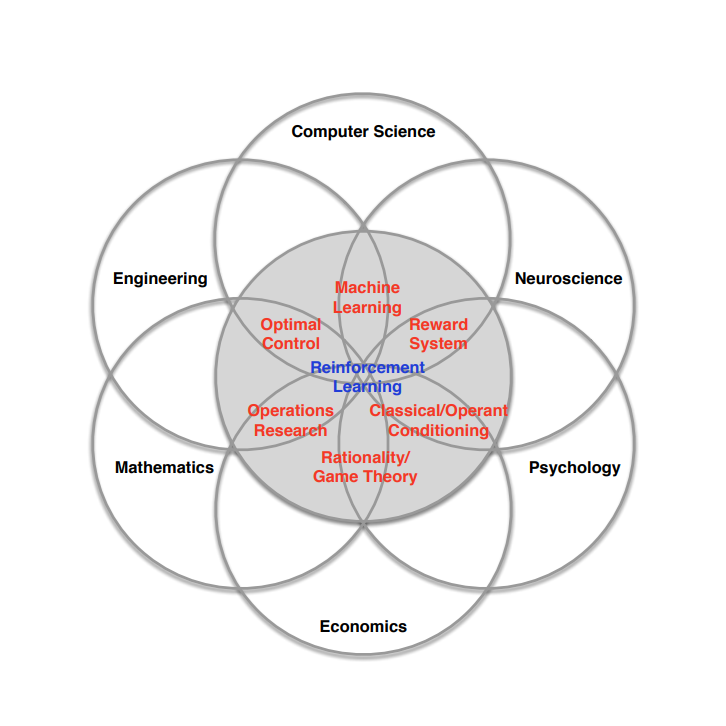 Computer Science
Engineering
Neuroscience
Machine
Learning
Optimal
Control
Reward
System
Reinforcement
Learning
Operations
Research
Classical/Operant
Conditioning
Rationality/
Game Theory
Mathematics
Psychology
Economics